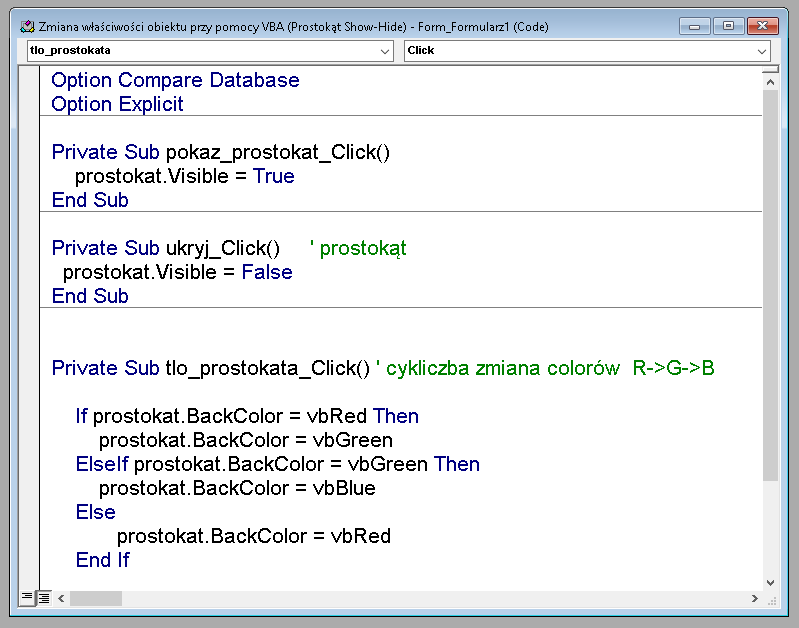 Zmiana właściwości obiektu przy pomocy VBA (Prostokąt Show-Hide) - Form_Formularz1 (Code)
tlo_prostokata Click
Option Compare Database
Option Explicit
Private Sub pokaz_prostokat_Click()
prostokat.Visible = True
End Sub
Private Sub ukryj_Click() ' prostokąt
prostokat.Visible = False
End Sub
Private Sub tlo_prostokata_Click() ' cykliczba zmiana colorów R->G->B
If prostokat.BackColor = vbRed Then
prostokat.BackColor = vbGreen
ElseIf prostokat.BackColor = vbGreen Then
prostokat.BackColor = vbBlue
Else
prostokat.BackColor = vbRed
End If